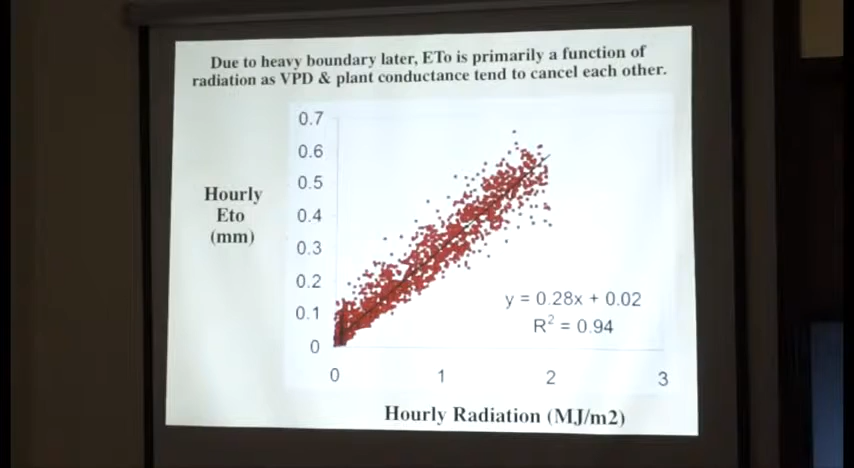 Due to heavy boundary later, ETo is primarily a function of
radiation as VPD & plant conductance tend to cancel each other.
0.7
0.6
0.5
0.4
0.3
0.2
0.1
0
Hourly
Eto
(mm)
y = 0.28x + 0.02
R² = 0.94
0 1 2 3
Hourly Radiation (MJ/m2)